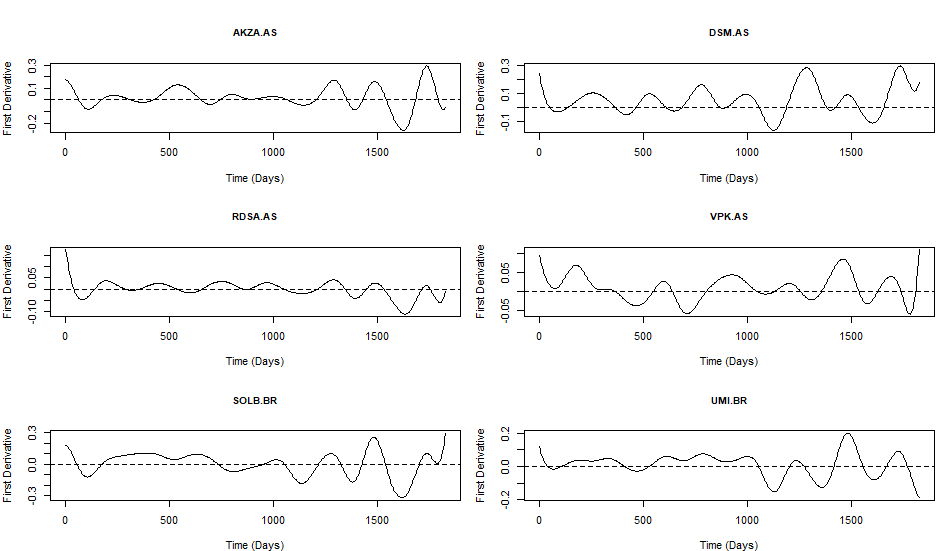 AKZA.AS
First Derivative
-0.2 0.1 0.3
0 500 1000 1500
Time (Days)
DSM.AS
First Derivative
-0.1 0.1 0.3
0 500 1000 1500
Time (Days)
RDSA.AS
First Derivative
-0.10 0.05
0 500 1000 1500
Time (Days)
VPK.AS
First Derivative
-0.05 0.05
0 500 1000 1500
Time (Days)
SOLB.BR
First Derivative
-0.3 0.0 0.3
0 500 1000 1500
Time (Days)
UMI.BR
First Derivative
-0.2 0.0 0.2
0 500 1000 1500
Time (Days)